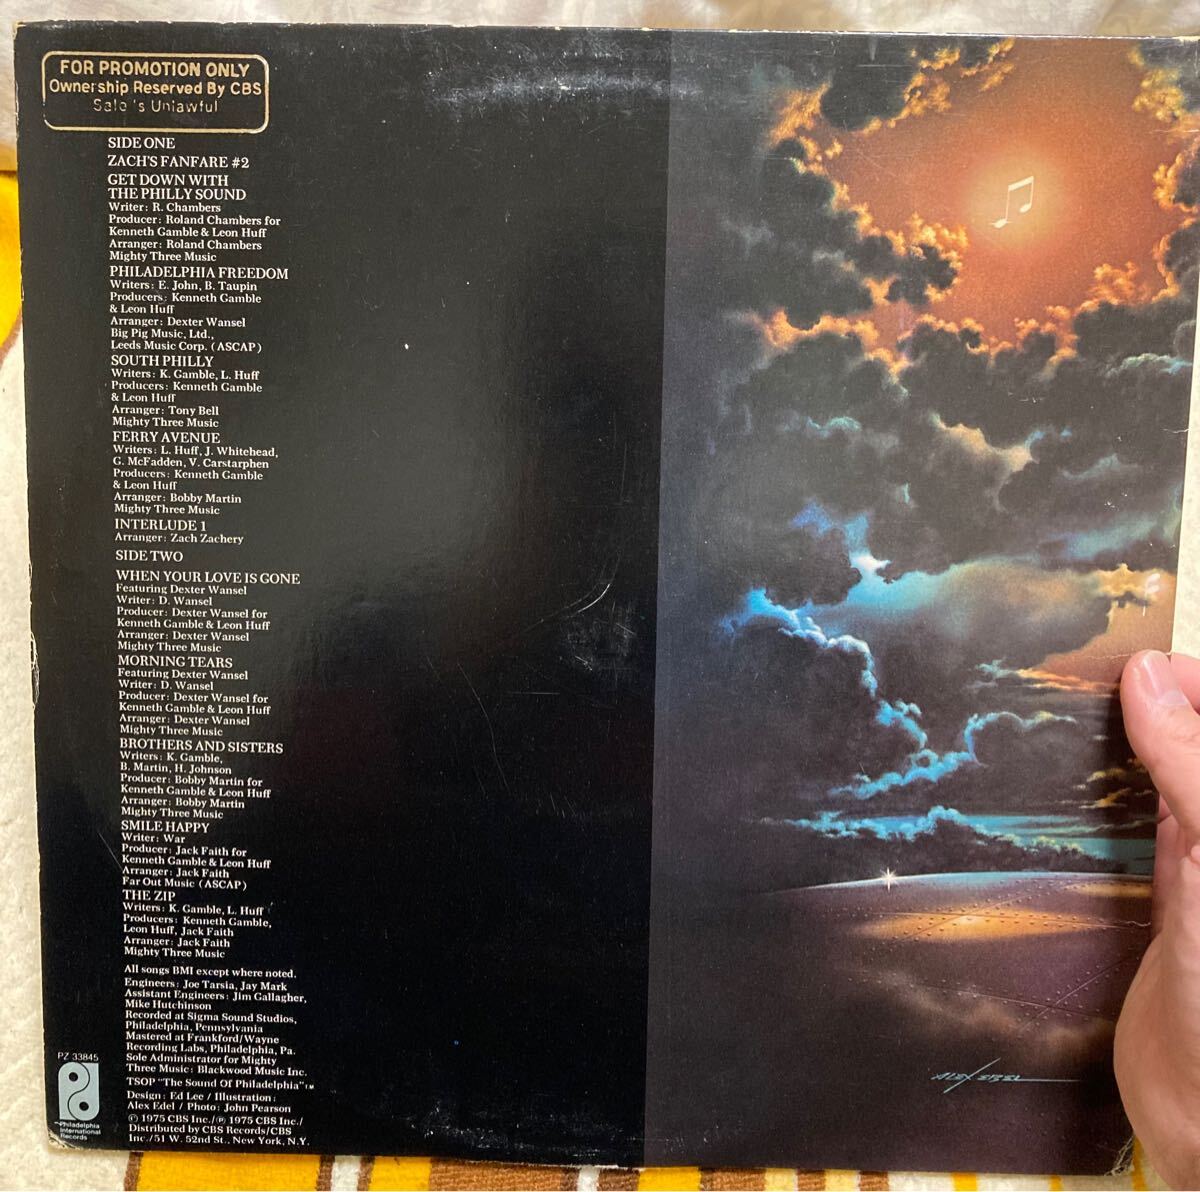 FOR PROMOTION ONLY
Ownership Reserved By CBS
Sale 's Unlawful
SIDE ONE
ZACH'S FANFARE #2
GET DOWN WITH
THE PHILLY SOUND
Writer: R. Chambers
Producer: Roland Chambers for
Kenneth Gamble & Leon Huff
Arranger: Roland Chambers
Mighty Three Music
PHILADELPHIA FREEDOM
Writers: E. John, B. Taupin
Producers: Kenneth Gamble
& Leon Huff
Arranger: Dexter Wansel
Big Pig Music, Ltd.,
Leeds Music Corp. (ASCAP)
SOUTH PHILLY
Writers: K. Gamble, L. Huff
Producers: Kenneth Gamble
& Leon Huff
Arranger: Tony Bell
Mighty Three Music
FERRY AVENUE
Writers: L. Huff, J. Whitehead,
G. McFadden, V. Carstarphen
Producers: Kenneth Gamble
& Leon Huff
Arranger: Bobby Martin
Mighty Three Music
INTERLUDE 1
Arranger: Zach Zachery
SIDE TWO
WHEN YOUR LOVE IS GONE
Featuring Dexter Wansel
Writer: D. Wansel
Producer: Dexter Wansel for
Kenneth Gamble & Leon Huff
Arranger: Dexter Wansel
Mighty Three Music
MORNING TEARS
Featuring Dexter Wansel
Writer: D. Wansel
Producer: Dexter Wansel for
Kenneth Gamble & Leon Huff
Arranger: Dexter Wansel
Mighty Three Music
BROTHERS AND SISTERS
Writers: K. Gamble,
B. Martin, H. Johnson
Producer: Bobby Martin for
Kenneth Gamble & Leon Huff
Arranger: Bobby Martin
Mighty Three Music
SMILE HAPPY
Writer: War
Producer: Jack Faith for
Kenneth Gamble & Leon Huff
Arranger: Jack Faith
Far Out Music (ASCAP)
THE ZIP
Writers: K. Gamble, L. Huff
Producers: Kenneth Gamble,
Leon Huff, Jack Faith
Arranger: Jack Faith
Mighty Three Music
All songs BMI except where noted.
Engineers: Joe Tarsia, Jay Mark
Assistant Engineers: Jim Gallagher,
Mike Hutchinson
Recorded at Sigma Sound Studios,
Philadelphia, Pennsylvania
Mastered at Frankford/Wayne
Recording Labs, Philadelphia, Pa.
Sole Administrator for Mighty
Three Music: Blackwood Music Inc.
TSOP "The Sound Of Philadelphia"™
Design: Ed Lee / Illustration:
Alex Edel / Photo: John Pearson
© 1975 CBS Inc./℗ 1975 CBS Inc./
Distributed by CBS Records/CBS
Inc./51 W. 52nd St., New York, N.Y.
PZ 33845
Philadelphia
International
Records
ALEX EBEL